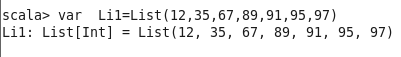 scala> var  Li1=List(12,35,67,89,91,95,97)
Li1: List[Int] = List(12, 35, 67, 89, 91, 95, 97)